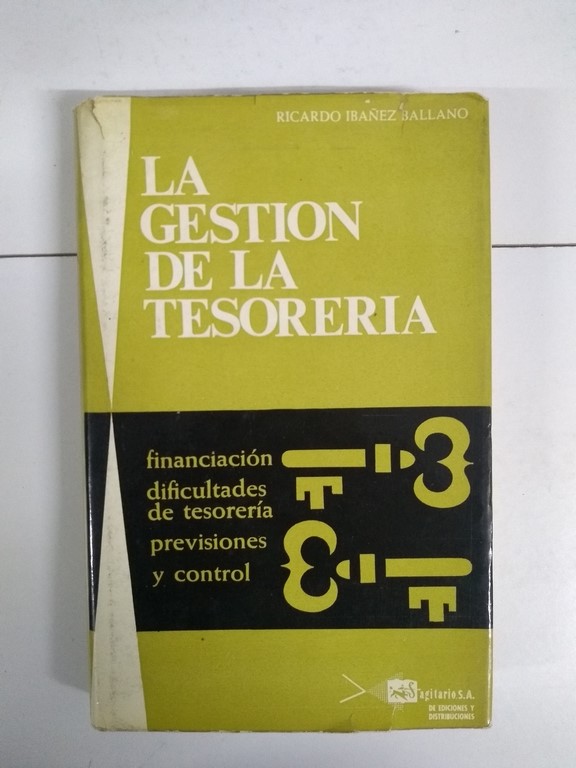 RICARDO IBAÑEZ BALLANO
LA
GESTION
DE LA
TESORERIA
financiación
dificultades
de tesorería
previsiones
y control
Sagitario, S.A.
DE EDICIONES Y
DISTRIBUCIONES